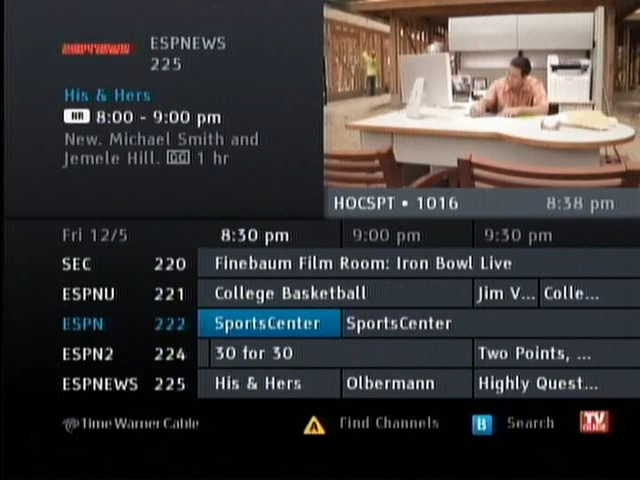 ESPNEWS ESPNEWS
225
His & Hers
NR 8:00 - 9:00 pm
New. Michael Smith and
Jemele Hill. DD 1 hr
HOCSPT • 1016 8:38 pm
Fri 12/5 8:30 pm 9:00 pm 9:30 pm
SEC 220 Finebaum Film Room: Iron Bowl Live
ESPNU 221 College Basketball Jim V... Colle...
ESPN 222 SportsCenter SportsCenter
ESPN2 224 30 for 30 Two Points, ...
ESPNEWS 225 His & Hers Olbermann Highly Quest...
Time Warner Cable A Find Channels B Search TV GUIDE